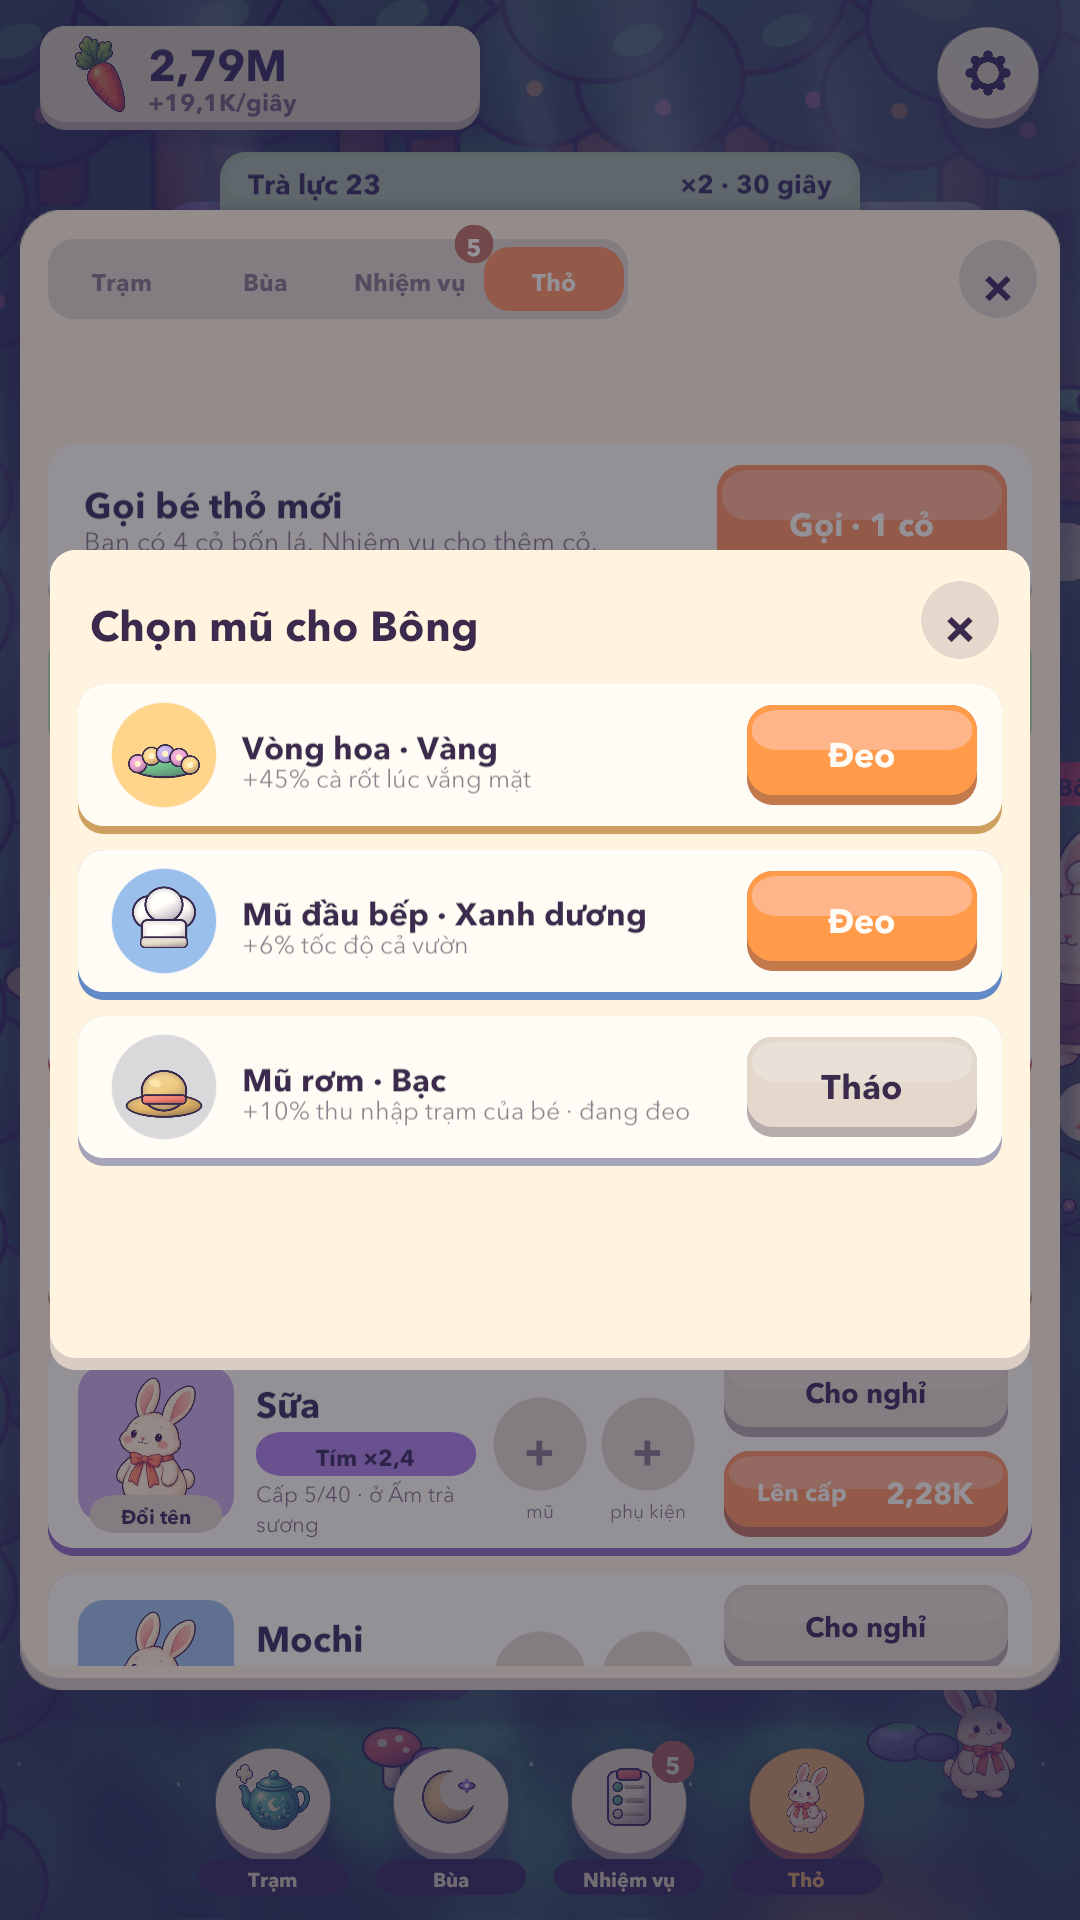 2,79M
+19,1K/giây
Trà lực 23
×2 · 30 giây
Trạm
Bùa
Nhiệm vụ
5
Thỏ
Gọi bé thỏ mới
Bạn có 4 cỏ bốn lá. Nhiệm vụ cho thêm cỏ.
Gọi · 1 cỏ
Chọn mũ cho Bông
Vòng hoa · Vàng
+45% cà rốt lúc vắng mặt
Đeo
Mũ đầu bếp · Xanh dương
+6% tốc độ cả vườn
Đeo
Mũ rơm · Bạc
+10% thu nhập trạm của bé · đang đeo
Tháo
Sữa
Tím ×2,4
Cấp 5/40 · ở Ấm trà
sương
Đổi tên
+
+
mũ
phụ kiện
Cho nghỉ
Lên cấp
2,28K
Mochi
Cho nghỉ
5
Trạm
Bùa
Nhiệm vụ
Thỏ